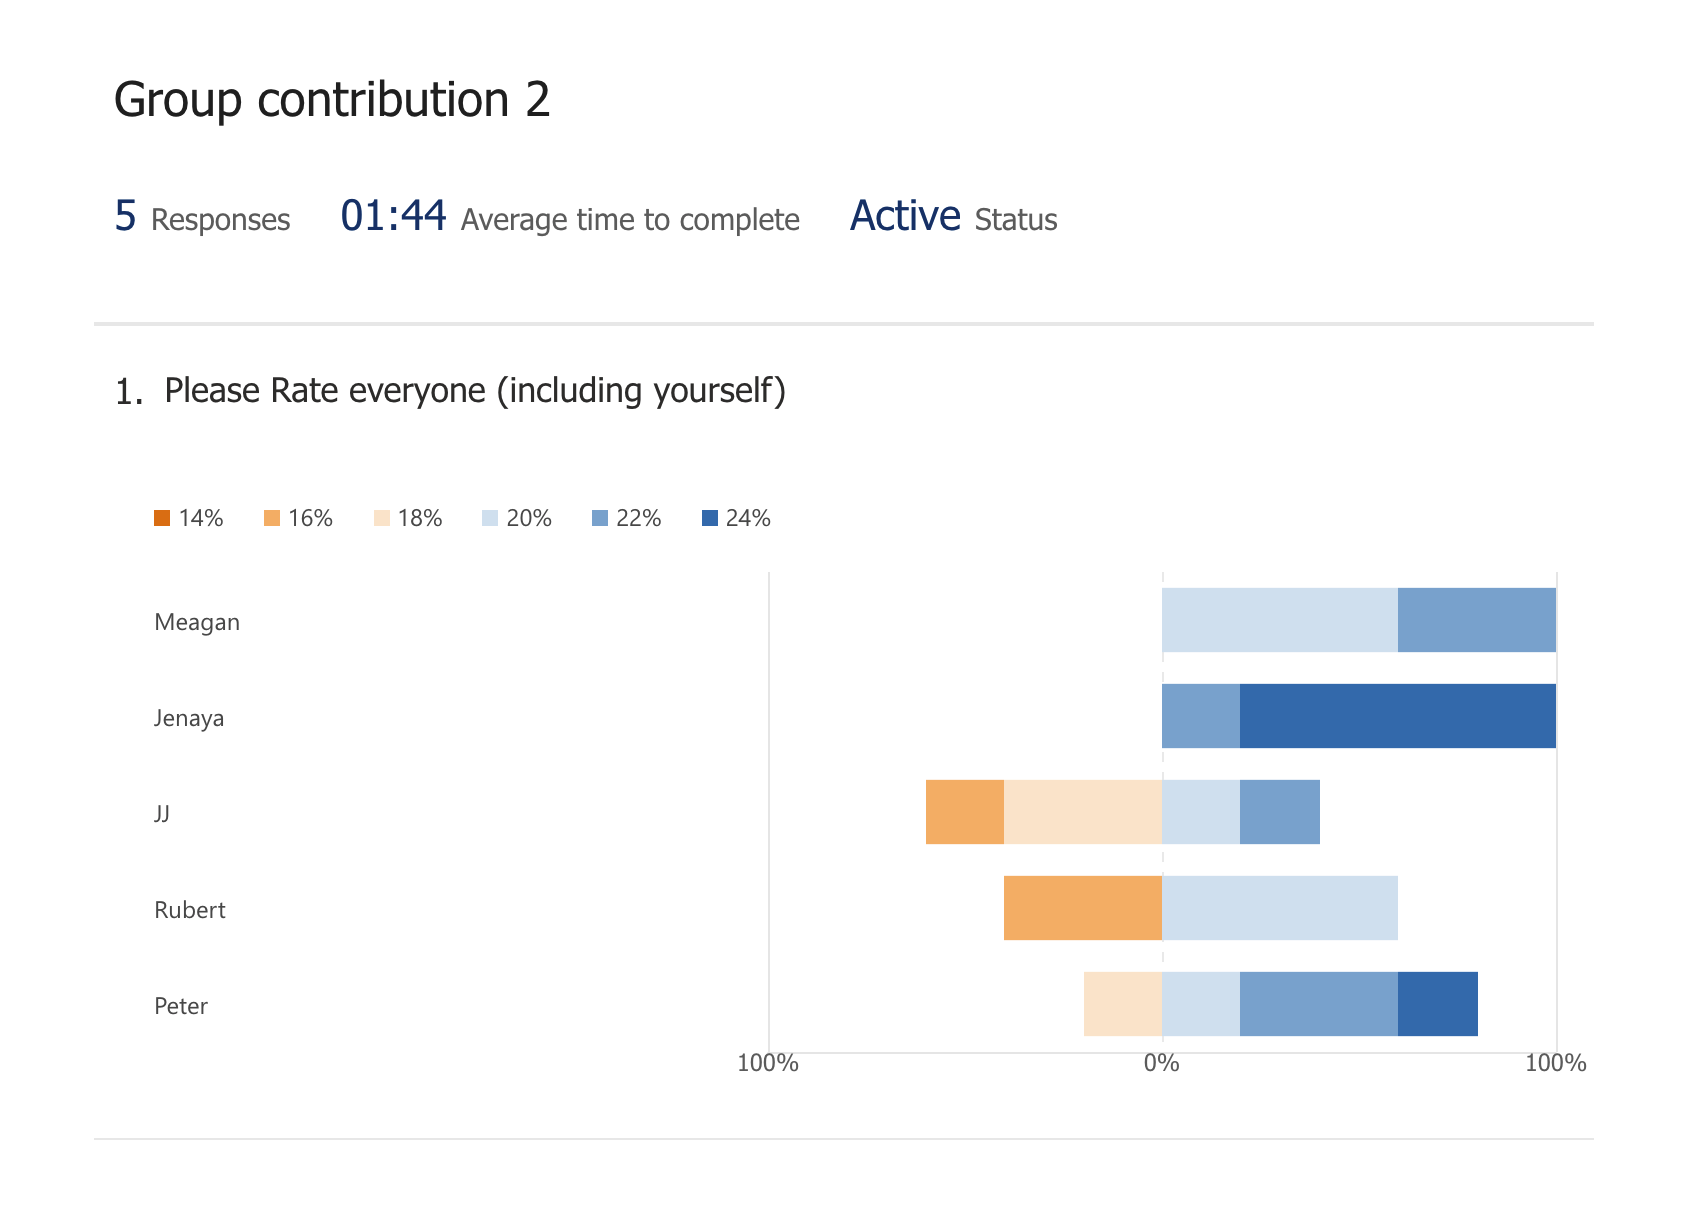 Group contribution 2
5 Responses 01:44 Average time to complete Active Status
1. Please Rate everyone (including yourself)
14% 16% 18% 20% 22% 24%
Meagan
Jenaya
JJ
Rubert
Peter
100% 0% 100%